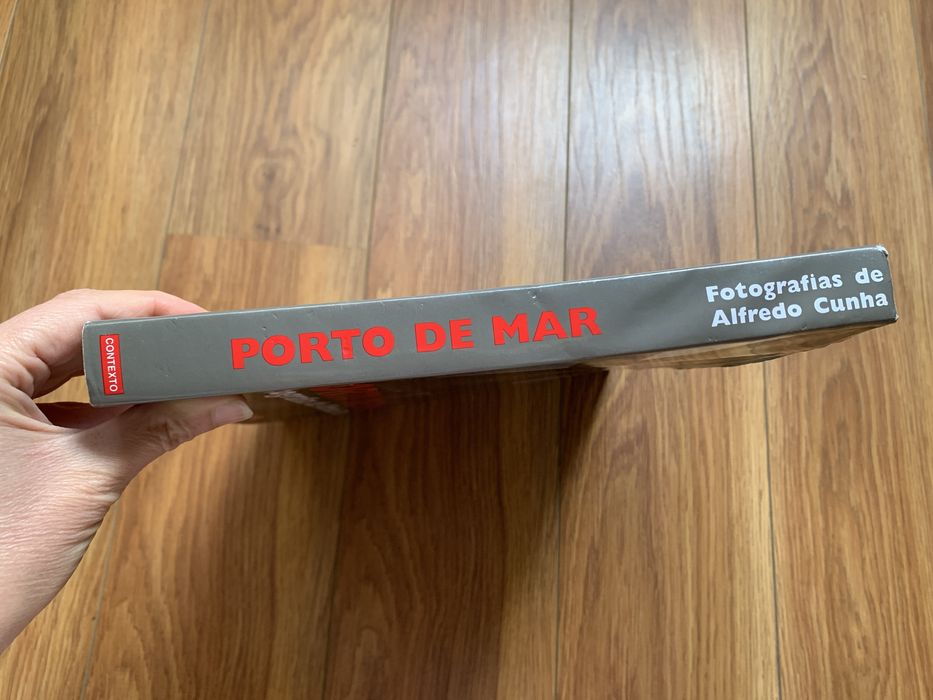 CONTEXTO
PORTO DE MAR
Fotografias de
Alfredo Cunha